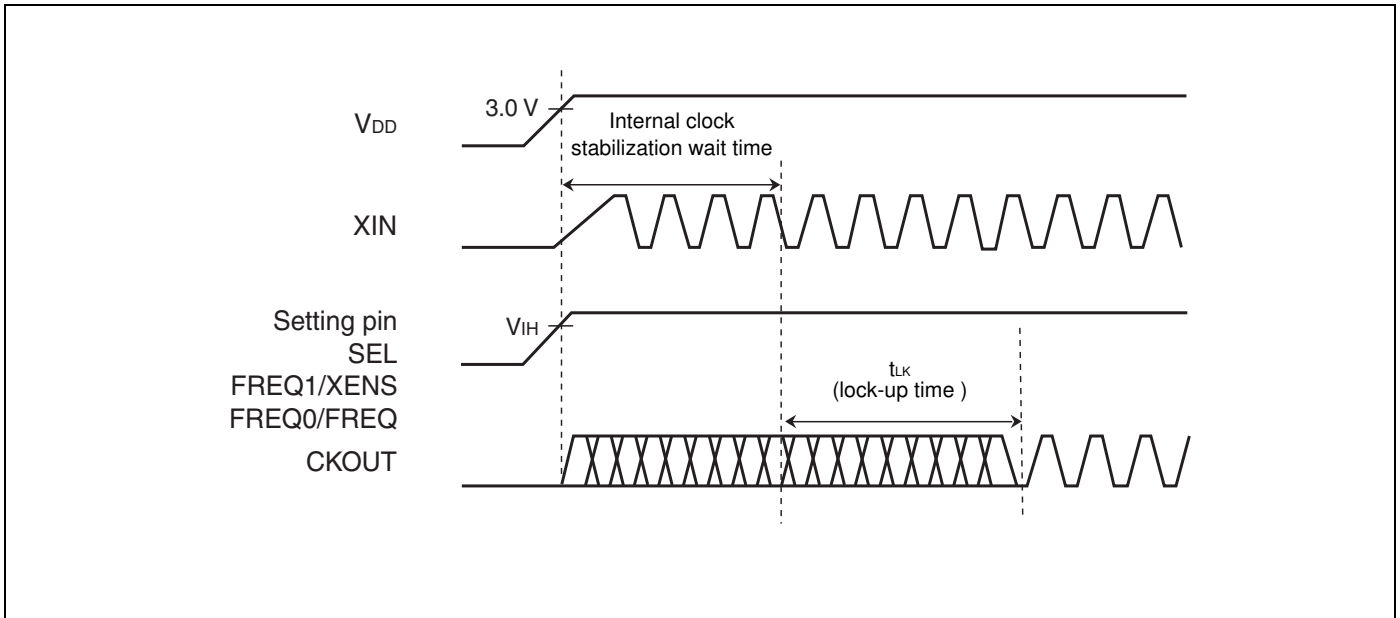 VDD
3.0 V
Internal clock
stabilization wait time
XIN
Setting pin
SEL
FREQ1/XENS
FREQ0/FREQ
VIH
tLK
(lock-up time )
CKOUT